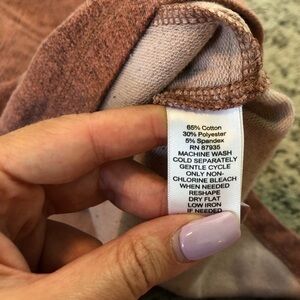 65% Cotton
30% Polyester
5% Spandex
RN 87935
MACHINE WASH
COLD SEPARATELY
GENTLE CYCLE
ONLY NON-
CHLORINE BLEACH
WHEN NEEDED
RESHAPE
DRY FLAT
LOW IRON
IF NEEDED